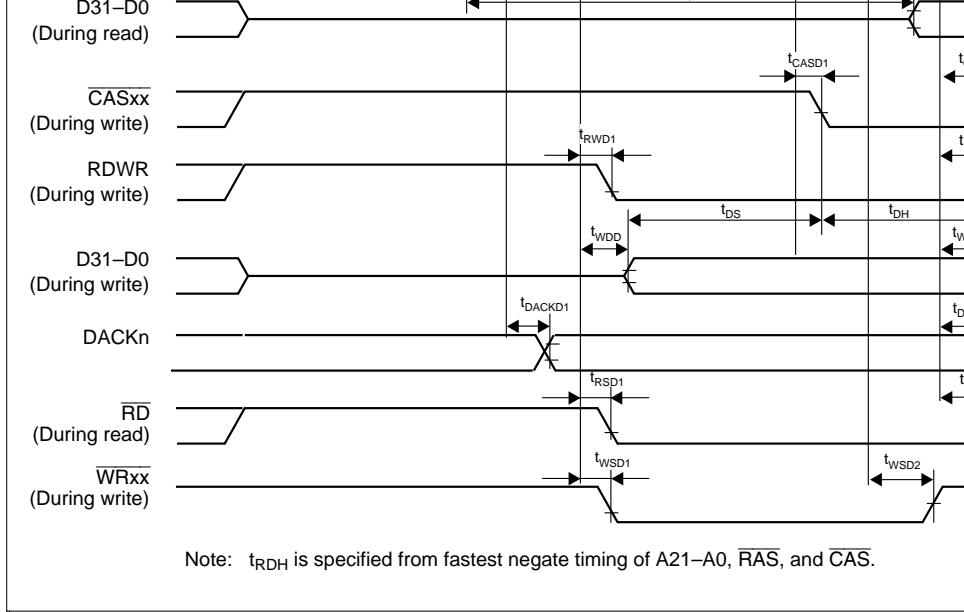 D31–D0
(During read)
tCASD1
CASxx
(During write)
tRWD1
RDWR
(During write)
tDS
tDH
tWDD
D31–D0
(During write)
tDACKD1
DACKn
tRSD1
RD
(During read)
tWSD1
tWSD2
WRxx
(During write)
Note: tRDH is specified from fastest negate timing of A21–A0, RAS, and CAS.